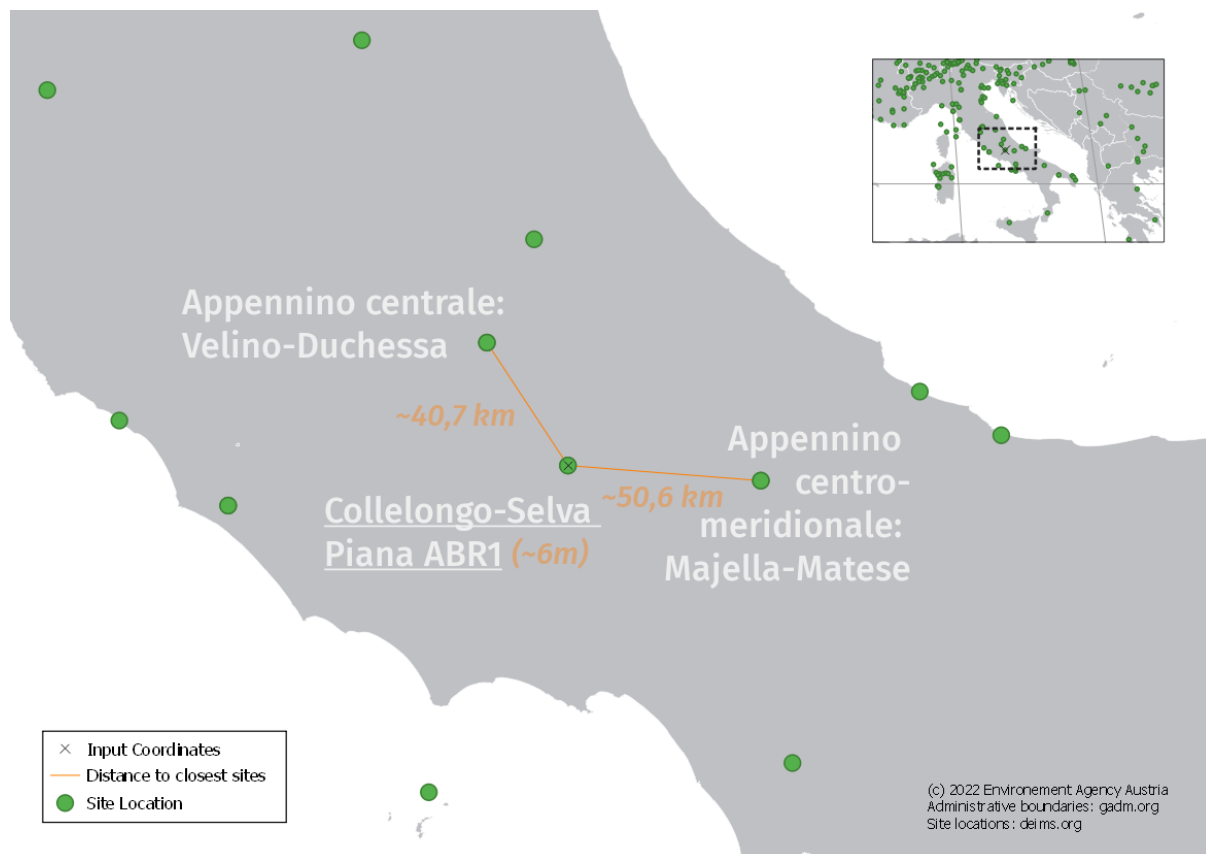 Appennino centrale:
Velino-Duchessa
~40,7 km
Appennino
centro-
meridionale:
Majella-Matese
~50,6 km
Collelongo-Selva
Piana ABR1 (~6m)
Input Coordinates
Distance to closest sites
Site Location
(c) 2022 Environement Agency Austria
Administrative boundaries: gadm.org
Site locations: deims.org